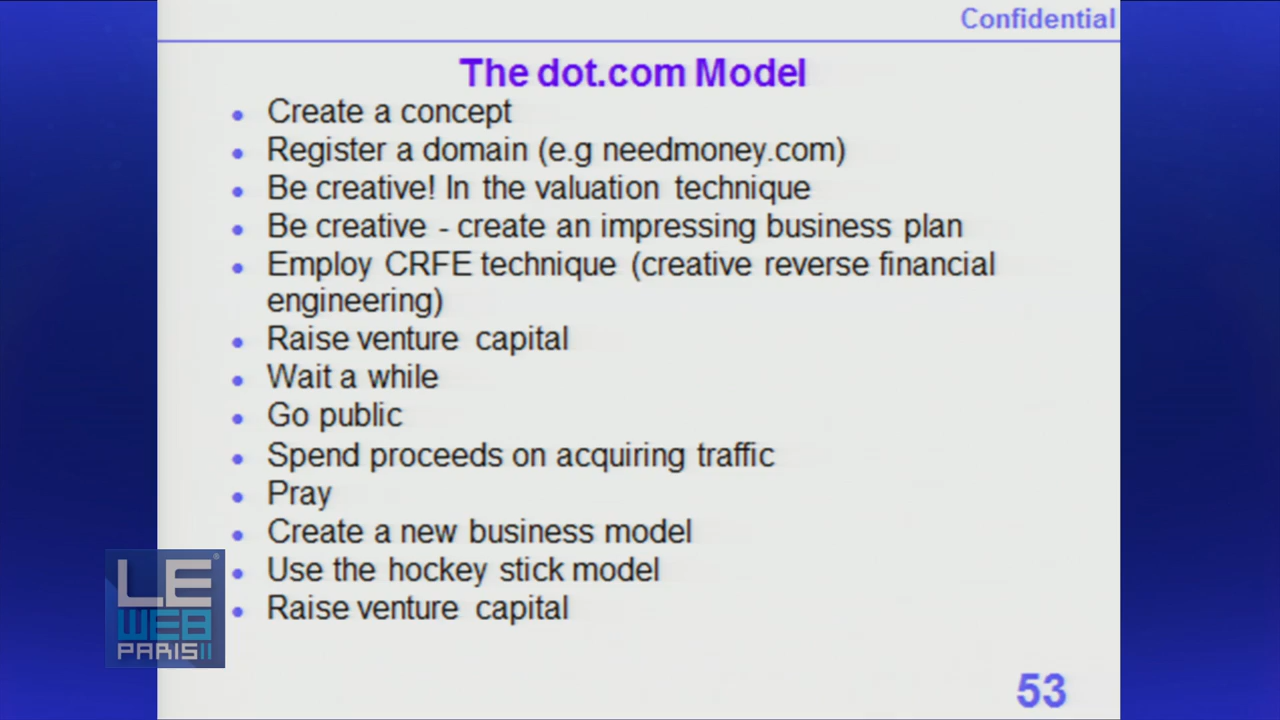 Confidential
The dot.com Model
• Create a concept
• Register a domain (e.g needmoney.com)
• Be creative! In the valuation technique
• Be creative - create an impressing business plan
• Employ CRFE technique (creative reverse financial
engineering)
• Raise venture capital
• Wait a while
• Go public
• Spend proceeds on acquiring traffic
• Pray
• Create a new business model
• Use the hockey stick model
• Raise venture capital
LE
WEB
PARIS11
53